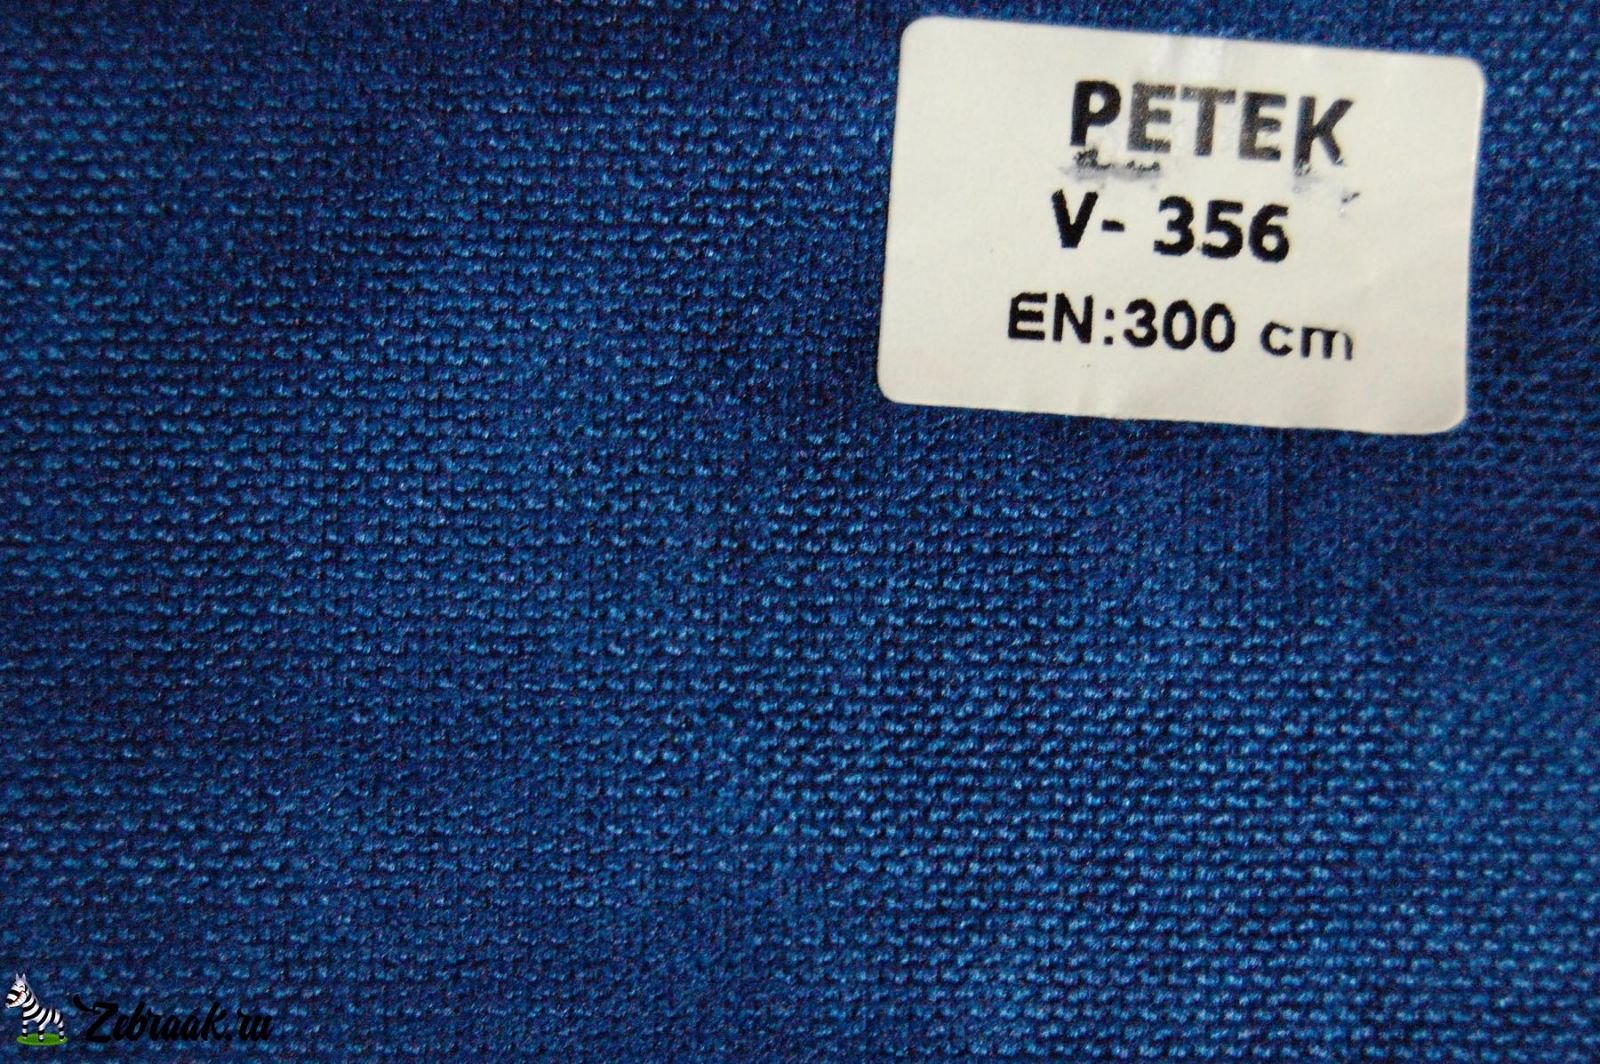 PETEK
V- 356
EN:300 cm
Zebraak.ru